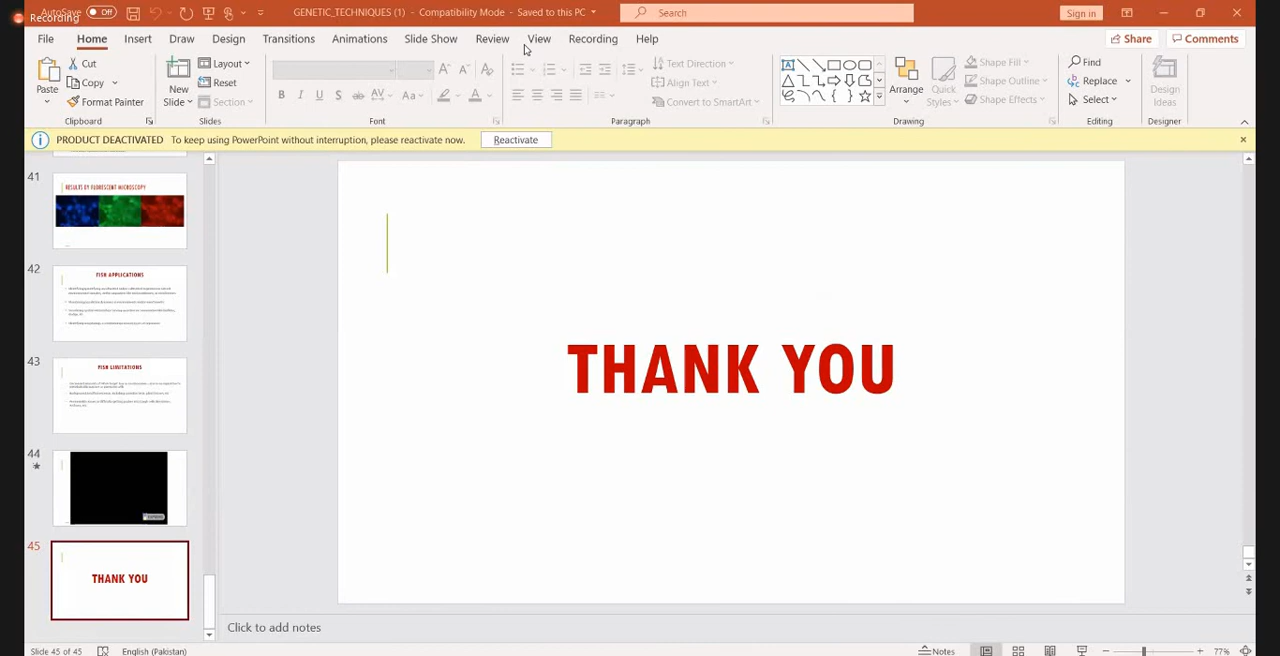 Recording
AutoSave Off
GENETIC_TECHNIQUES (1) - Compatibility Mode - Saved to this PC
Search
Sign in
File Home Insert Draw Design Transitions Animations Slide Show Review View Recording Help
Share Comments
Paste
Cut
Copy
Format Painter
Clipboard
New Slide
Layout
Reset
Section
Slides
Font
Text Direction
Align Text
Convert to SmartArt
Paragraph
Arrange
Quick Styles
Shape Fill
Shape Outline
Shape Effects
Drawing
Find
Replace
Select
Editing
Design Ideas
Designer
PRODUCT DEACTIVATED To keep using PowerPoint without interruption, please reactivate now. Reactivate
41
RESULTS BY FLORESCENT MICROSCOPY
42
FISH APPLICATIONS
43
FISH LIMITATIONS
44
45
THANK YOU
THANK YOU
Click to add notes
Slide 45 of 45 English (Pakistan)
Notes
77%